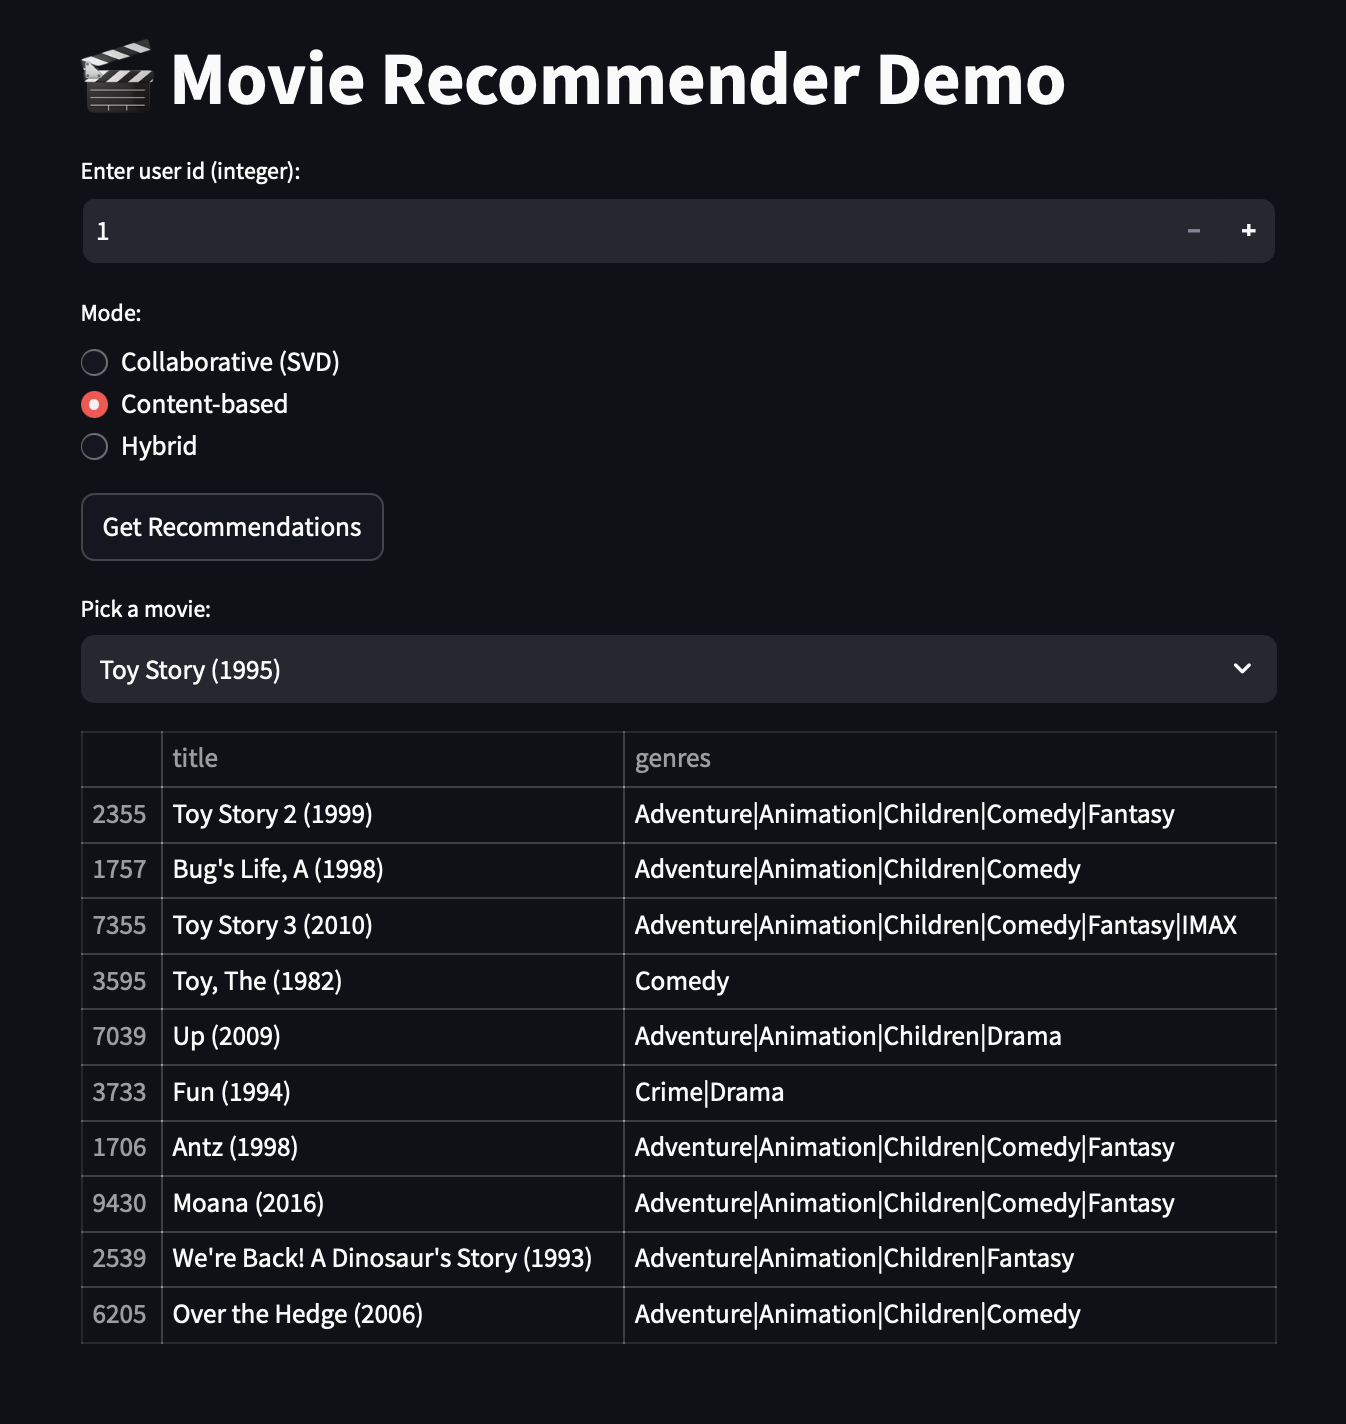 Movie Recommender Demo
Enter user id (integer):
1 − +
Mode:
Collaborative (SVD)
Content-based
Hybrid
Get Recommendations
Pick a movie:
Toy Story (1995)
title genres
2355 Toy Story 2 (1999) Adventure|Animation|Children|Comedy|Fantasy
1757 Bug's Life, A (1998) Adventure|Animation|Children|Comedy
7355 Toy Story 3 (2010) Adventure|Animation|Children|Comedy|Fantasy|IMAX
3595 Toy, The (1982) Comedy
7039 Up (2009) Adventure|Animation|Children|Drama
3733 Fun (1994) Crime|Drama
1706 Antz (1998) Adventure|Animation|Children|Comedy|Fantasy
9430 Moana (2016) Adventure|Animation|Children|Comedy|Fantasy
2539 We're Back! A Dinosaur's Story (1993) Adventure|Animation|Children|Fantasy
6205 Over the Hedge (2006) Adventure|Animation|Children|Comedy